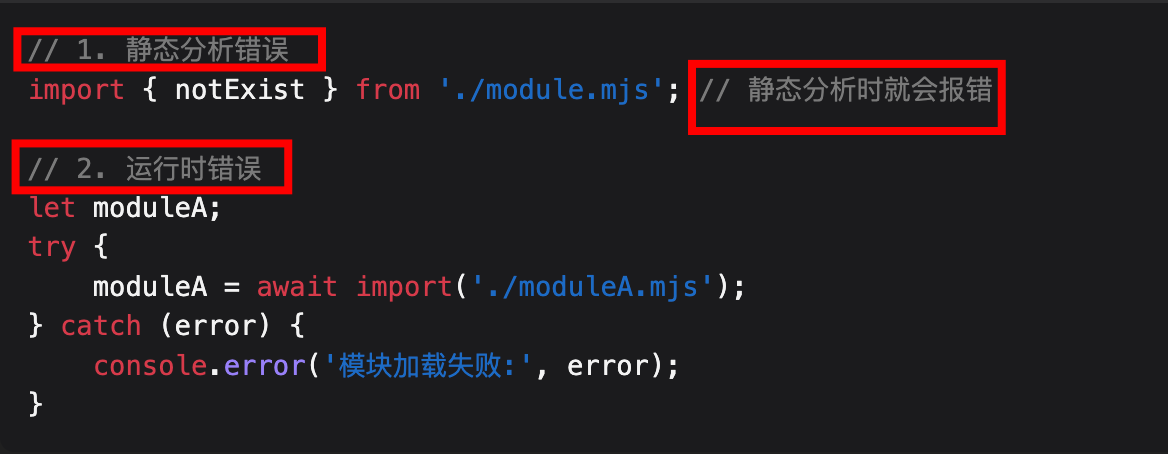 // 1. 静态分析错误
import { notExist } from './module.mjs'; // 静态分析时就会报错
// 2. 运行时错误
let moduleA;
try {
    moduleA = await import('./moduleA.mjs');
} catch (error) {
    console.error('模块加载失败:', error);
}